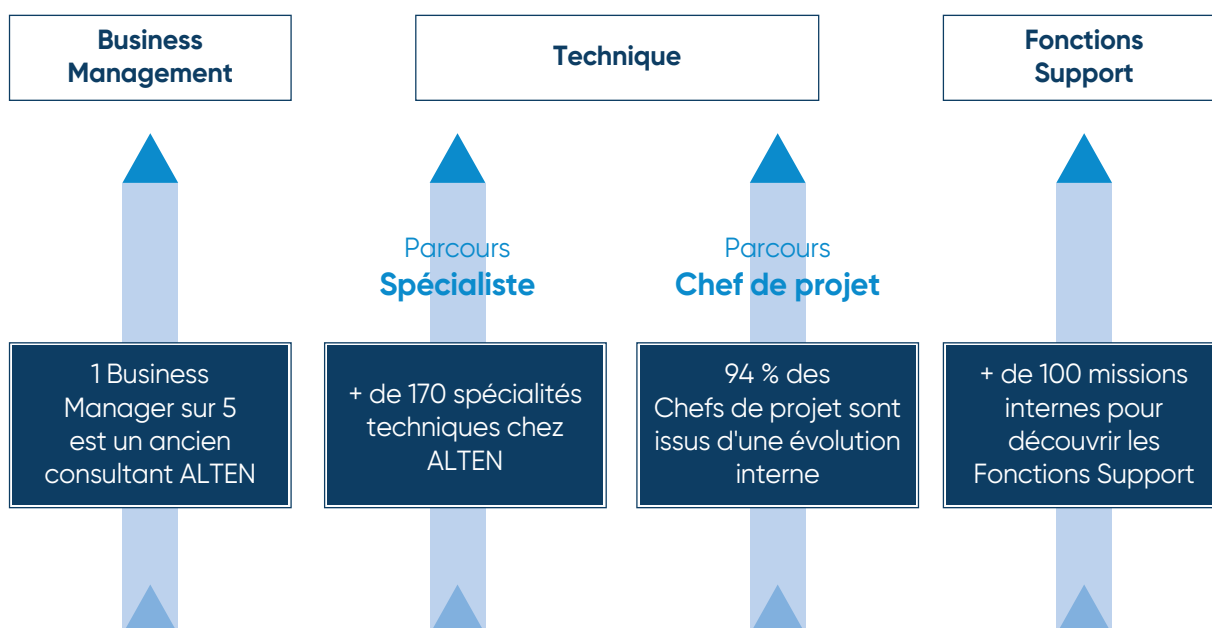 Business
Management
Technique
Fonctions
Support
Parcours
Spécialiste
Parcours
Chef de projet
1 Business
Manager sur 5
est un ancien
consultant ALTEN
+ de 170 spécialités
techniques chez
ALTEN
94 % des
Chefs de projet sont
issus d'une évolution
interne
+ de 100 missions
internes pour
découvrir les
Fonctions Support